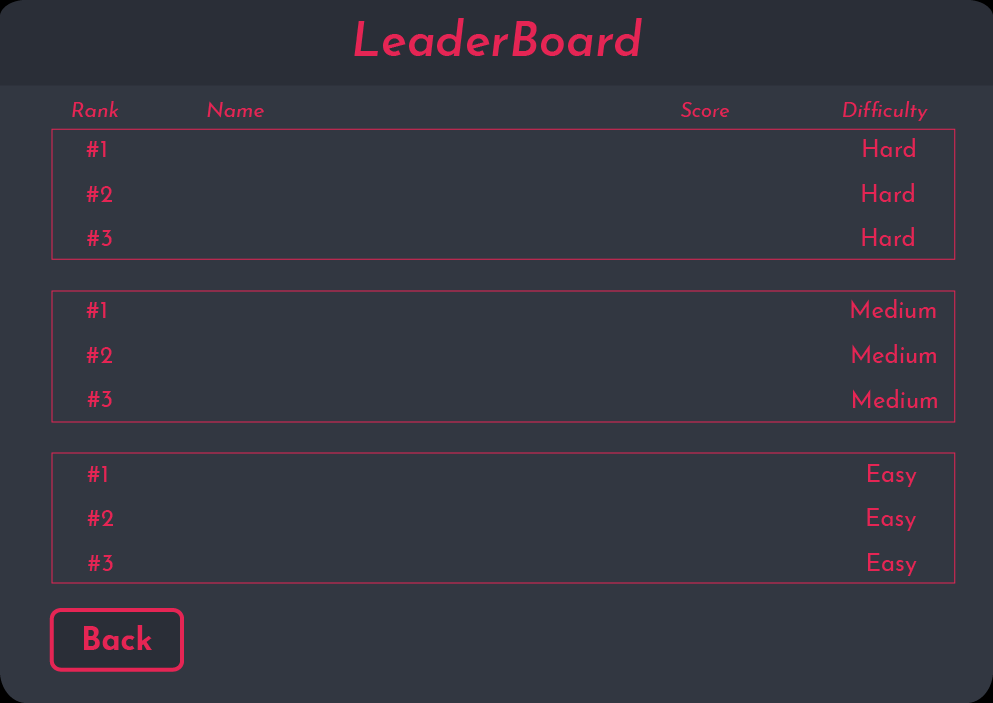 LeaderBoard
Rank Name Score Difficulty
#1 Hard
#2 Hard
#3 Hard
#1 Medium
#2 Medium
#3 Medium
#1 Easy
#2 Easy
#3 Easy
Back